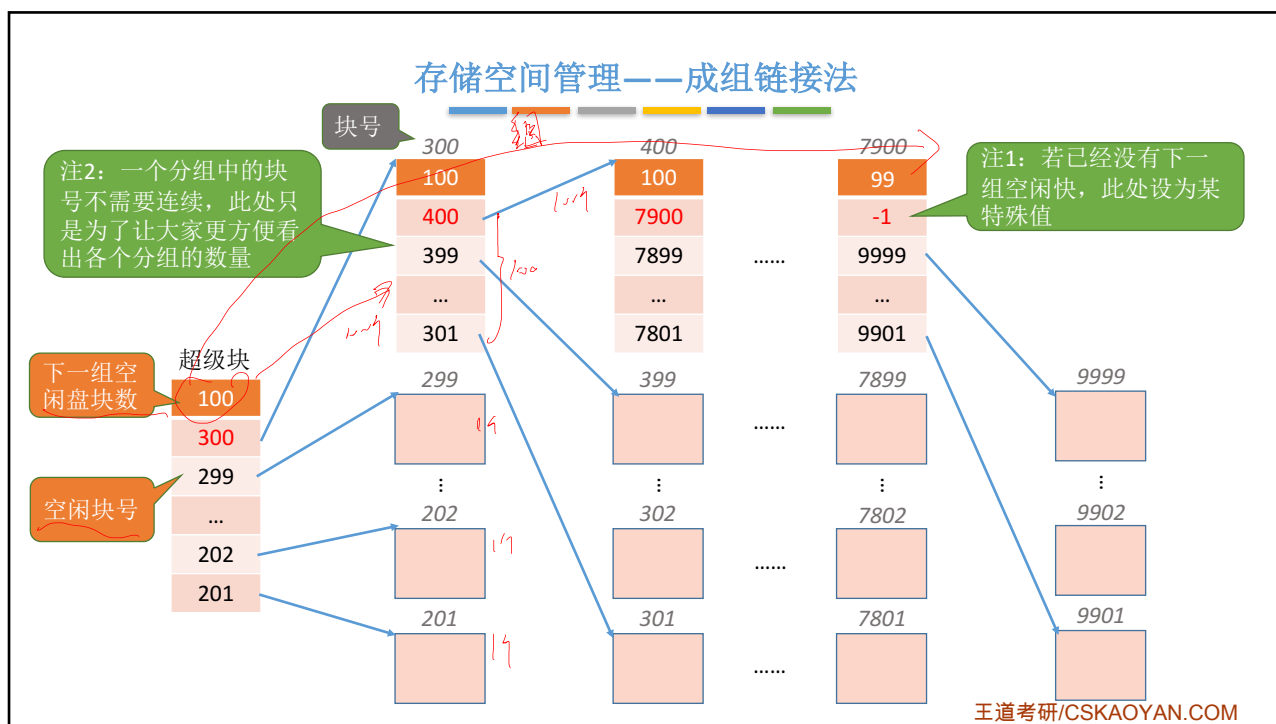 存储空间管理——成组链接法
块号
组
300
400
7900
注2：一个分组中的块
号不需要连续，此处只
是为了让大家更方便看
出各个分组的数量
100
400
399
...
301
100
7900
7899
...
7801
......
99
-1
9999
...
9901
注1：若已经没有下一
组空闲快，此处设为某
特殊值
100
超级块
下一组空
闲盘块数
空闲块号
100
300
299
...
202
201
299
399
7899
9999
......
202
302
7802
9902
......
201
301
7801
9901
......
王道考研/CSKAOYAN.COM